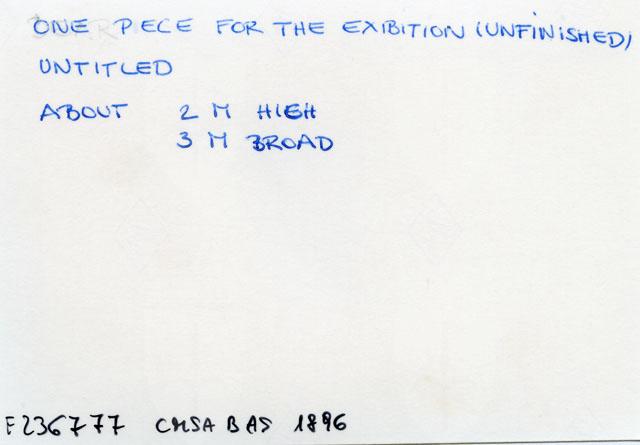 ONE PECE FOR THE EXIBITION (UNFINISHED)
UNTITLED
ABOUT 2 M HIGH
3 M BROAD
F236777 CMSA BAS 1896